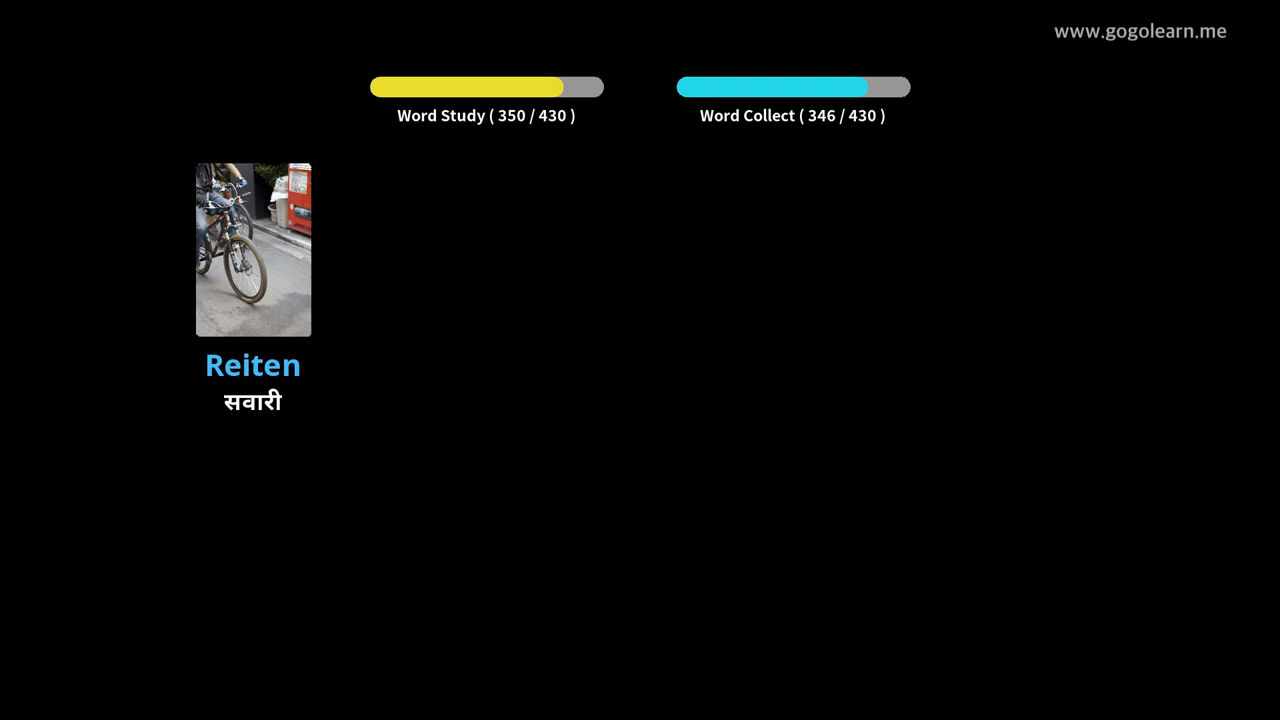 www.gogolearn.me
Word Study ( 350 / 430 )
Word Collect ( 346 / 430 )
Reiten
सवारी